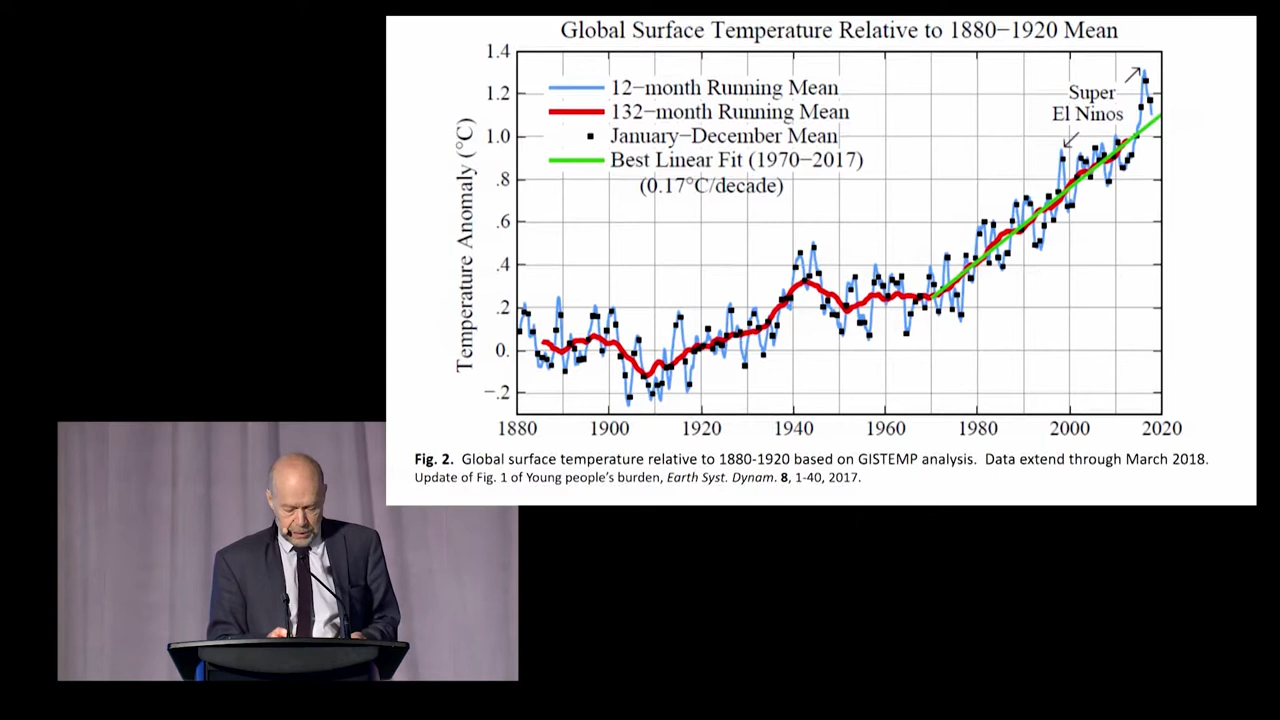 Global Surface Temperature Relative to 1880−1920 Mean
1.4
1.2
1.0
.8
.6
.4
.2
0.
−.2
Temperature Anomaly (°C)
12−month Running Mean
132−month Running Mean
January−December Mean
Best Linear Fit (1970−2017)
(0.17°C/decade)
Super
El Ninos
1880 1900 1920 1940 1960 1980 2000 2020
Fig. 2. Global surface temperature relative to 1880-1920 based on GISTEMP analysis. Data extend through March 2018.
Update of Fig. 1 of Young people's burden, Earth Syst. Dynam. 8, 1-40, 2017.